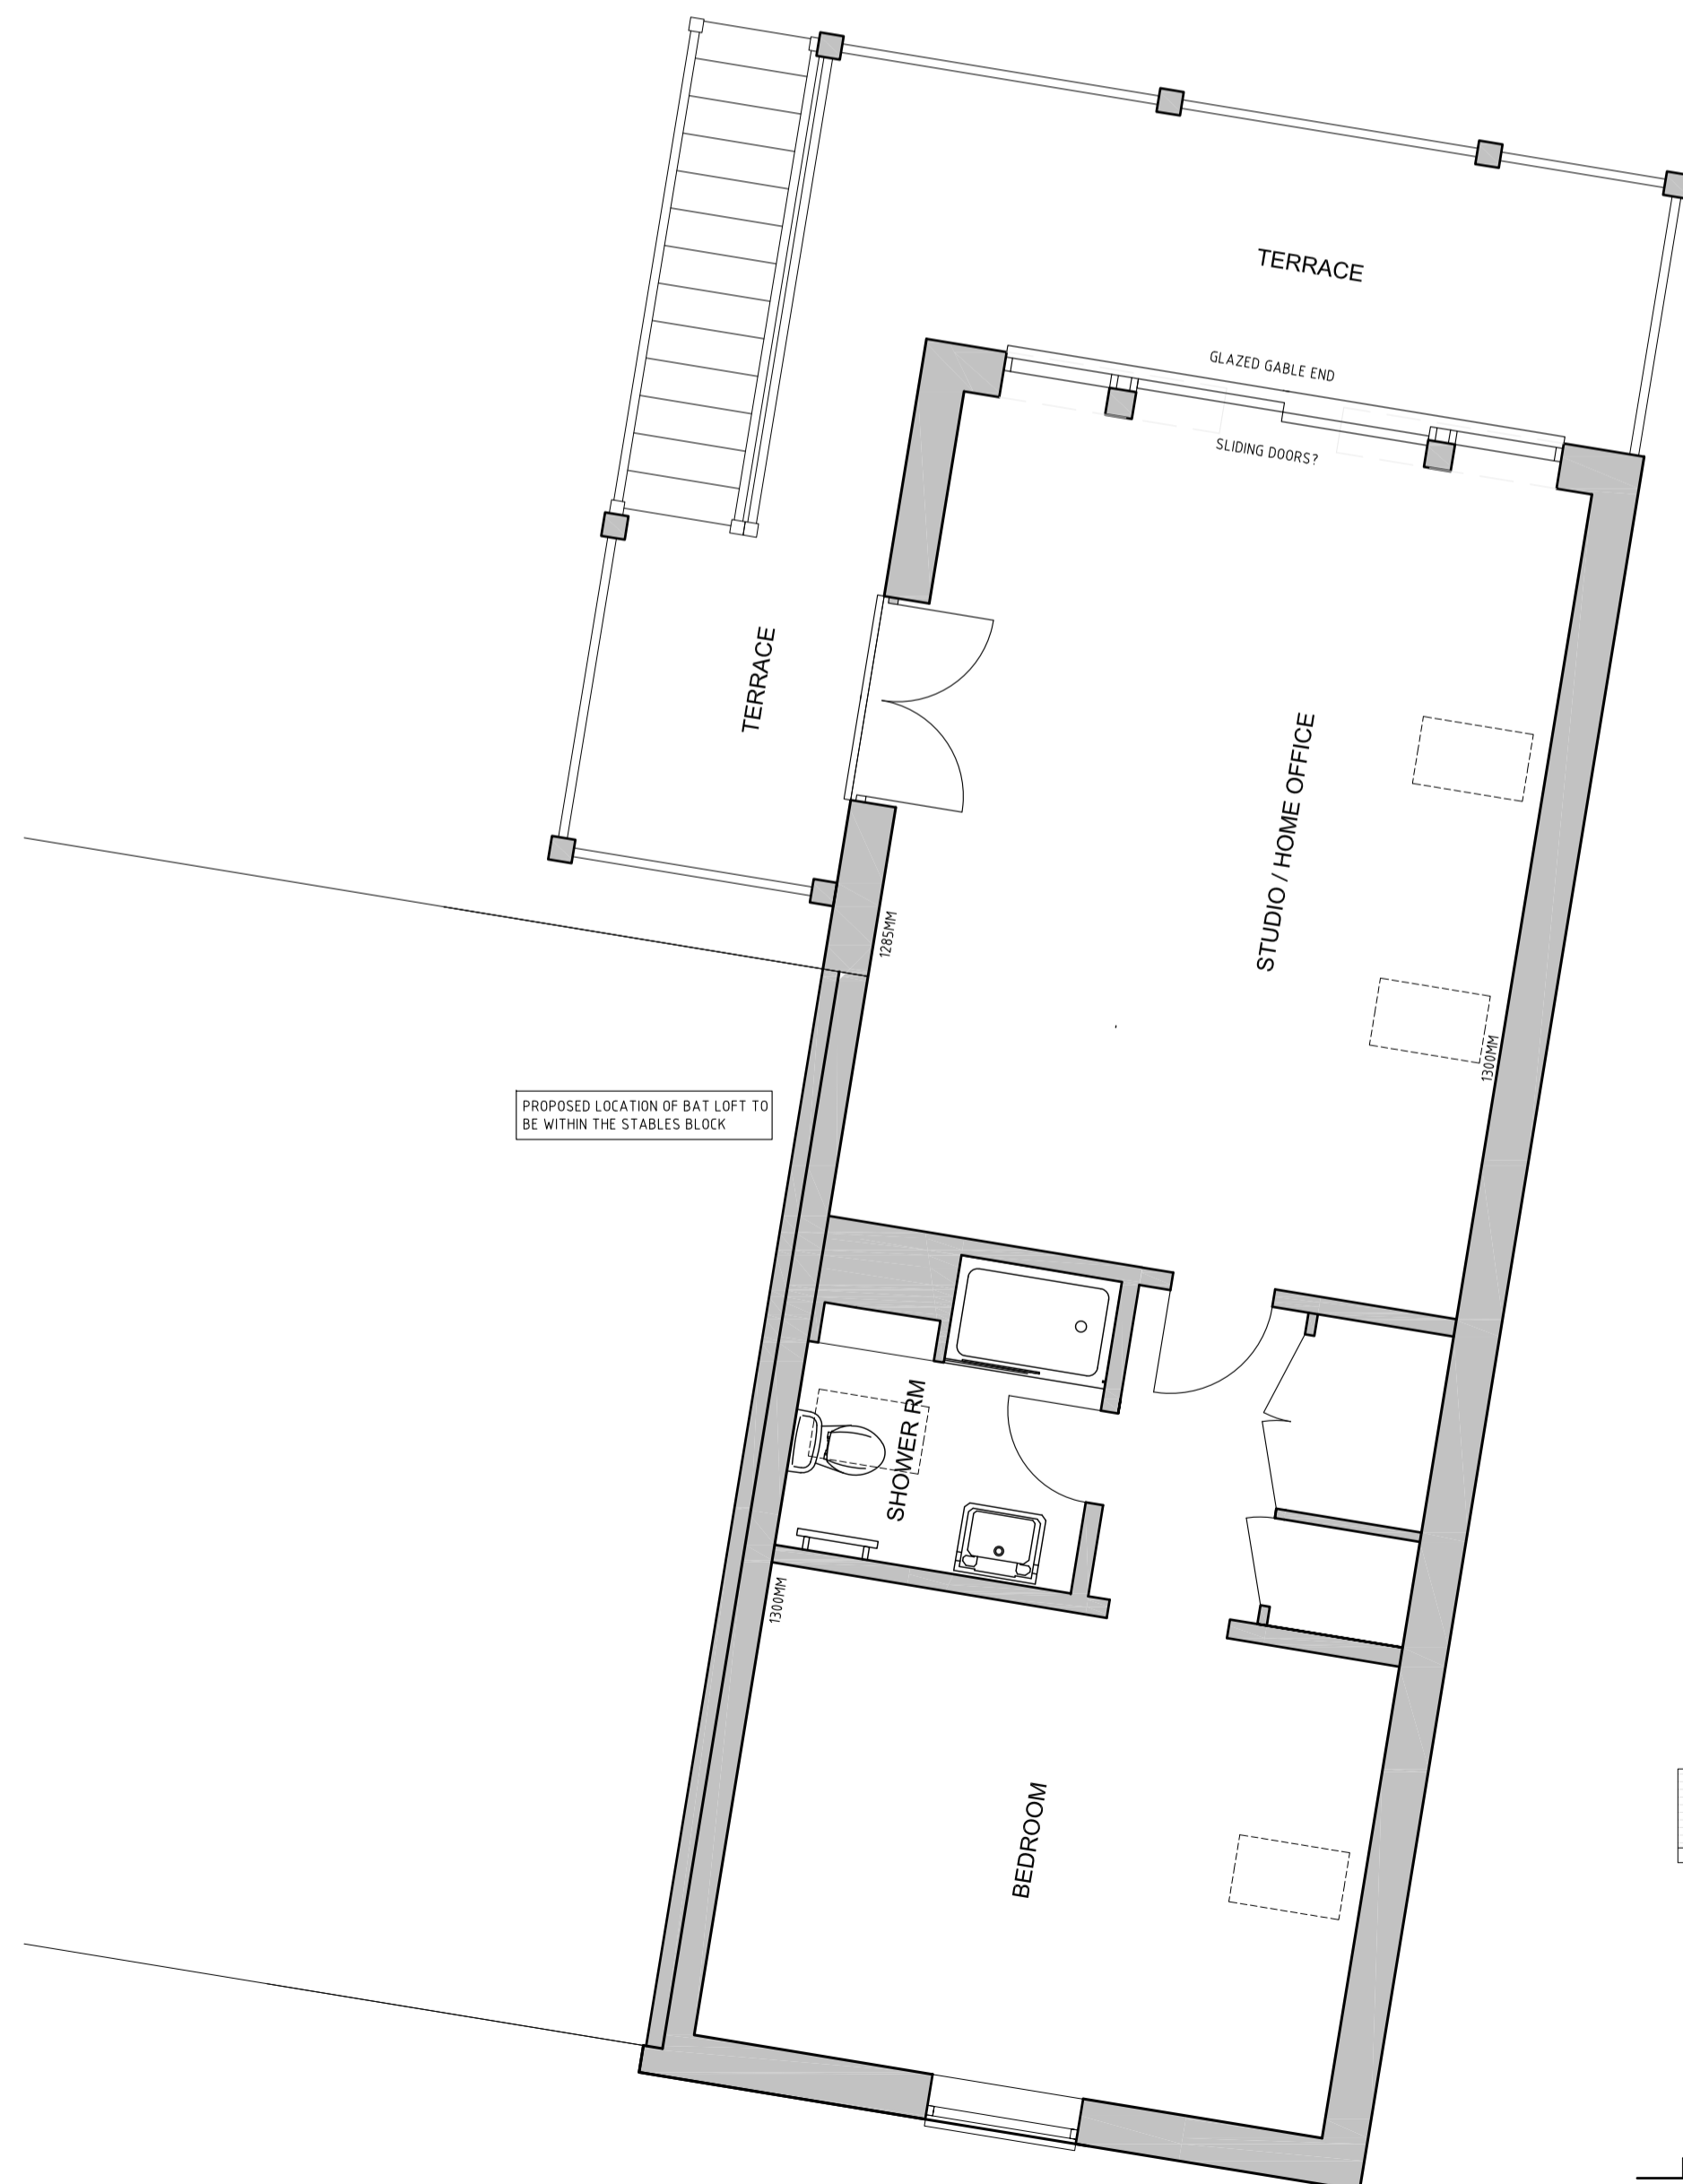 TERRACE
GLAZED GABLE END
SLIDING DOORS?
TERRACE
STUDIO / HOME OFFICE
1285MM
1300MM
PROPOSED LOCATION OF BAT LOFT TO
BE WITHIN THE STABLES BLOCK
SHOWER RM
1300MM
BEDROOM